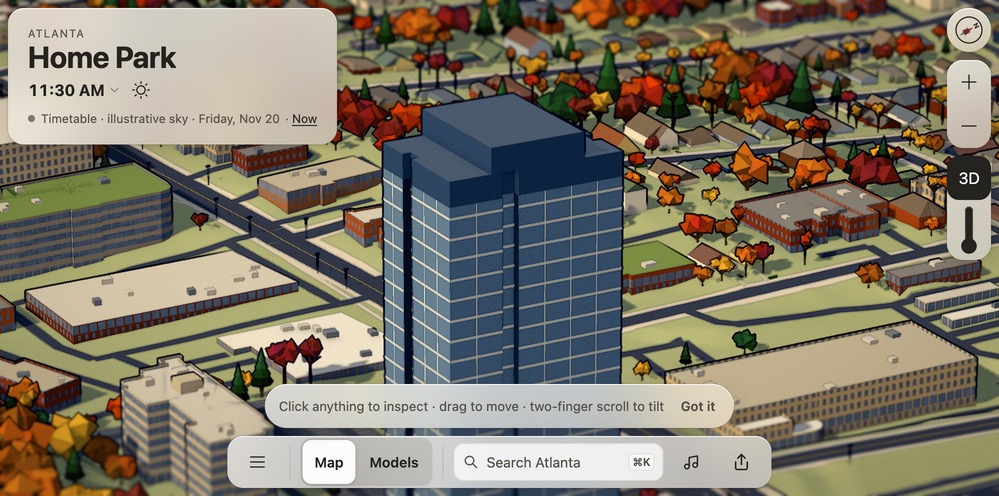 ATLANTA
Home Park
11:30 AM
Timetable · illustrative sky · Friday, Nov 20 · Now
Z
3D
Click anything to inspect · drag to move · two-finger scroll to tilt Got it
Map Models Search Atlanta ⌘K